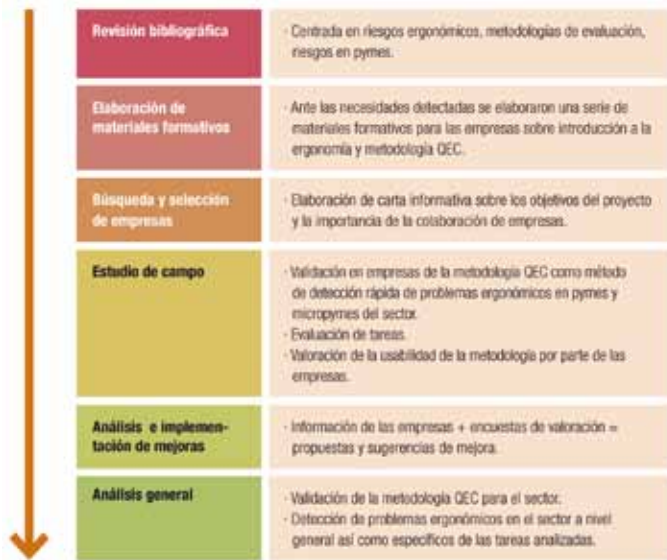 Revisión bibliográfica
· Centrada en riesgos ergonómicos, metodologías de evaluación,
riesgos en pymes.
Elaboración de
materiales formativos
· Ante las necesidades detectadas se elaboraron una serie de
materiales formativos para las empresas sobre introducción a la
ergonomía y metodología QEC.
Búsqueda y selección
de empresas
· Elaboración de carta informativa sobre los objetivos del proyecto
y la importancia de la colaboración de empresas.
Estudio de campo
· Validación en empresas de la metodología QEC como método
de detección rápida de problemas ergonómicos en pymes y
micropymes del sector.
· Evaluación de tareas.
· Valoración de la usabilidad de la metodología por parte de las
empresas.
Análisis e implemen-
tación de mejoras
· Información de las empresas + encuestas de valoración =
propuestas y sugerencias de mejora.
Análisis general
· Validación de la metodología QEC para el sector.
· Detección de problemas ergonómicos en el sector a nivel
general así como específicos de las tareas analizadas.